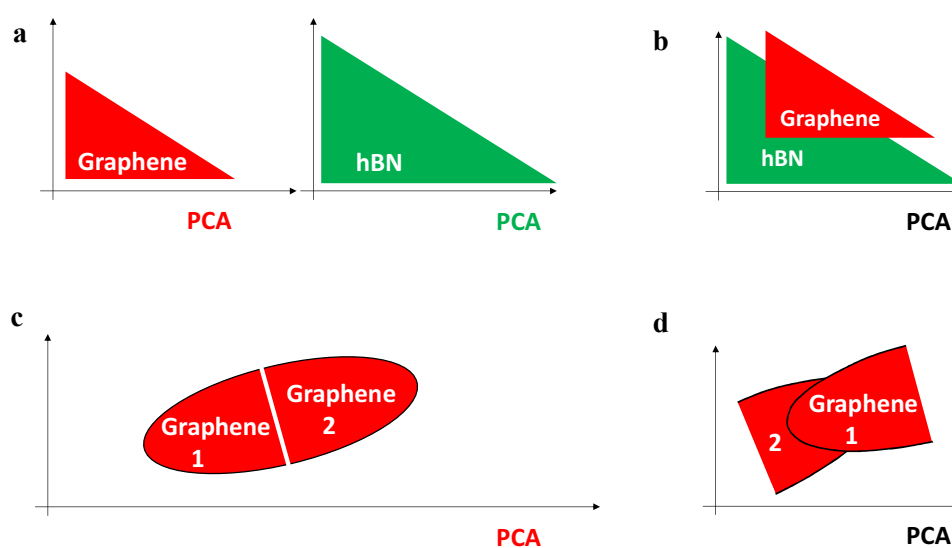 a
Graphene
PCA
hBN
PCA
b
Graphene
hBN
PCA
c
Graphene
1
Graphene
2
PCA
d
Graphene
1
2
PCA